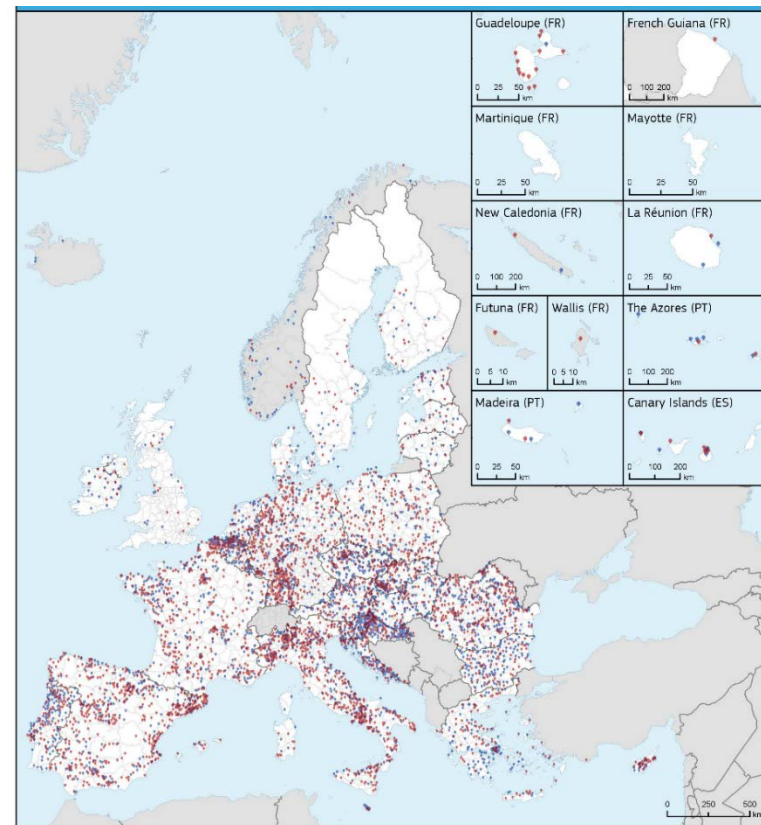 Guadeloupe (FR)
0 25 50
km
French Guiana (FR)
0 100 200
km
Martinique (FR)
0 25 50
km
Mayotte (FR)
0 50
km
New Caledonia (FR)
0 100 200
km
La Réunion (FR)
0 25 50
km
Futuna (FR)
0 5 10
km
Wallis (FR)
0 5 10
km
The Azores (PT)
0 100 200
km
Madeira (PT)
0 25 50
km
Canary Islands (ES)
0 100 200
km
0 250 500
km